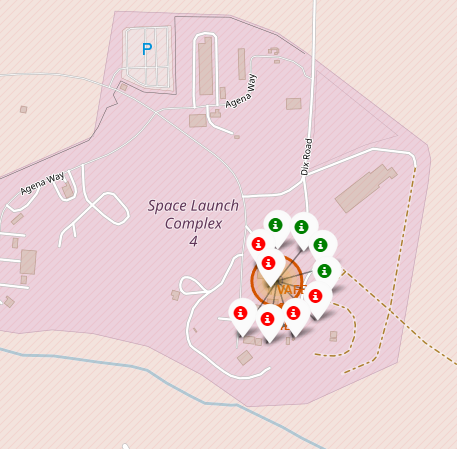 P
Agena Way
Dix Road
Agena Way
Space Launch
Complex
4